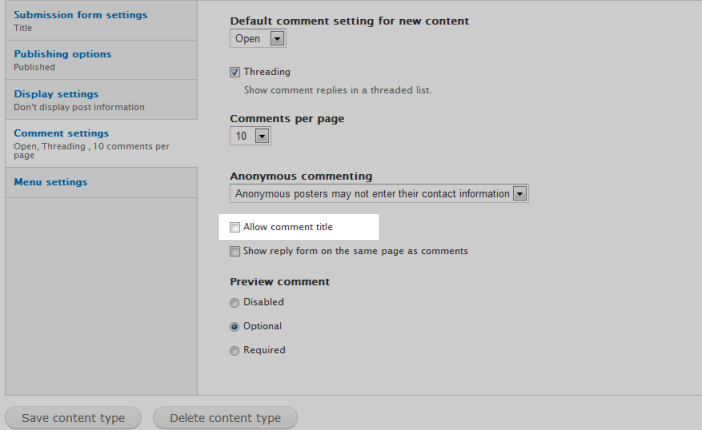 Submission form settings
Title
Publishing options
Published
Display settings
Don't display post information
Comment settings
Open, Threading , 10 comments per
page
Menu settings
Default comment setting for new content
Open
Threading
Show comment replies in a threaded list.
Comments per page
10
Anonymous commenting
Anonymous posters may not enter their contact information
Allow comment title
Show reply form on the same page as comments
Preview comment
Disabled
Optional
Required
Save content type
Delete content type